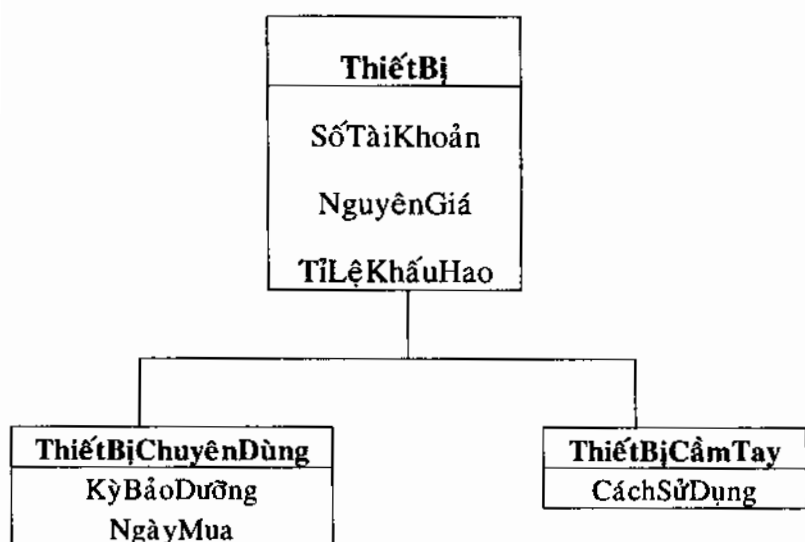 ThiếtBị
SốTàiKhoản
NguyênGiá
TỉLệKhấuHao
ThiếtBịChuyênDùng
KỳBảoDưỡng
NgàyMua
ThiếtBịCầmTay
CáchSửDụng